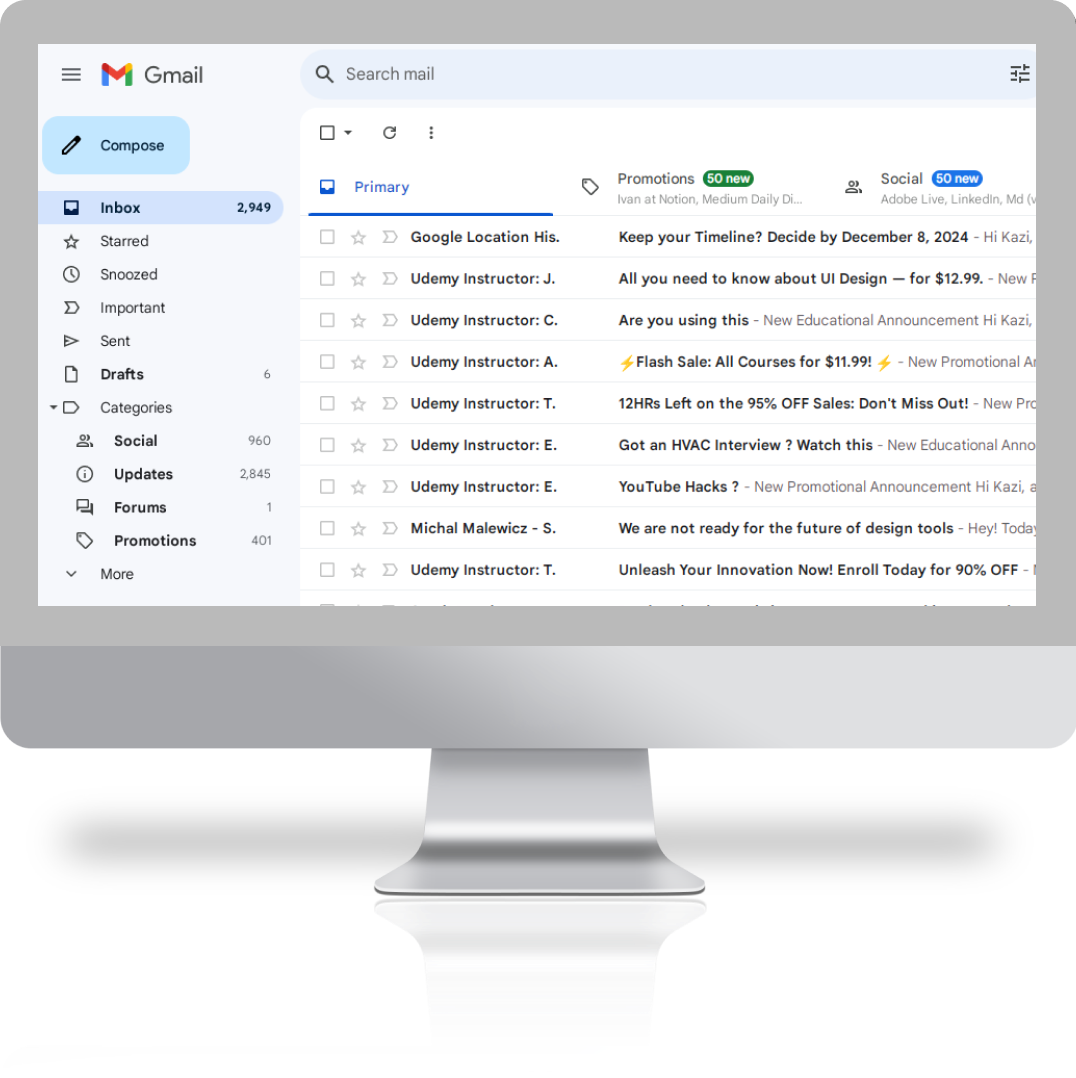 Gmail
Search mail
Compose
Inbox 2,949
Starred
Snoozed
Important
Sent
Drafts 6
Categories
Social 960
Updates 2,845
Forums 1
Promotions 401
More
Primary
Promotions 50 new
Ivan at Notion, Medium Daily Di...
Social 50 new
Adobe Live, LinkedIn, Md (v
Google Location His. Keep your Timeline? Decide by December 8, 2024 - Hi Kazi,
Udemy Instructor: J. All you need to know about UI Design — for $12.99. - New
Udemy Instructor: C. Are you using this - New Educational Announcement Hi Kazi,
Udemy Instructor: A. ⚡Flash Sale: All Courses for $11.99! ⚡ - New Promotional A
Udemy Instructor: T. 12HRs Left on the 95% OFF Sales: Don't Miss Out! - New Pro
Udemy Instructor: E. Got an HVAC Interview ? Watch this - New Educational Anno
Udemy Instructor: E. YouTube Hacks ? - New Promotional Announcement Hi Kazi, a
Michal Malewicz - S. We are not ready for the future of design tools - Hey! Today
Udemy Instructor: T. Unleash Your Innovation Now! Enroll Today for 90% OFF -